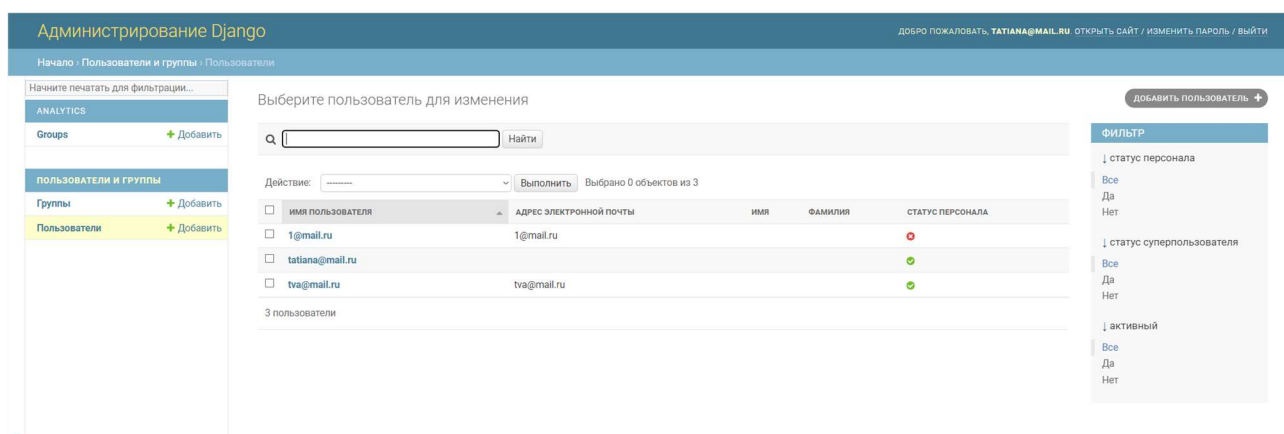 Администрирование Django
ДОБРО ПОЖАЛОВАТЬ, TATIANA@MAIL.RU. ОТКРЫТЬ САЙТ / ИЗМЕНИТЬ ПАРОЛЬ / ВЫЙТИ
Начало › Пользователи и группы › Пользователи
Начните печатать для фильтрации...
ANALYTICS
Groups + Добавить
ПОЛЬЗОВАТЕЛИ И ГРУППЫ
Группы + Добавить
Пользователи + Добавить
Выберите пользователь для изменения
ДОБАВИТЬ ПОЛЬЗОВАТЕЛЬ +
Найти
Действие: --------- Выполнить Выбрано 0 объектов из 3
ИМЯ ПОЛЬЗОВАТЕЛЯ АДРЕС ЭЛЕКТРОННОЙ ПОЧТЫ ИМЯ ФАМИЛИЯ СТАТУС ПЕРСОНАЛА
1@mail.ru 1@mail.ru
tatiana@mail.ru
tva@mail.ru tva@mail.ru
3 пользователи
ФИЛЬТР
↓ статус персонала
Все
Да
Нет
↓ статус суперпользователя
Все
Да
Нет
↓ активный
Все
Да
Нет